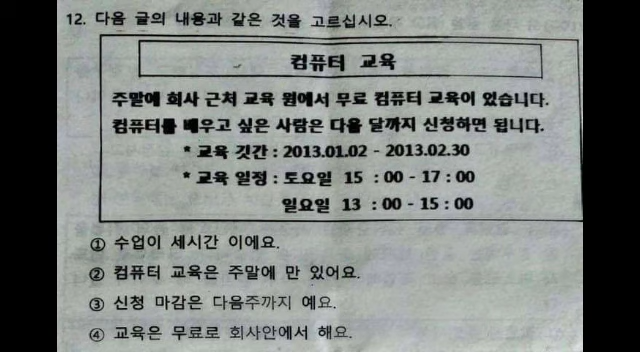 12. 다음 글의 내용과 같은 것을 고르십시오.
컴퓨터 교육
주말에 회사 근처 교육 원에서 무료 컴퓨터 교육이 있습니다.
컴퓨터를 배우고 싶은 사람은 다음 달까지 신청하면 됩니다.
* 교육 깃간 : 2013.01.02 - 2013.02.30
* 교육 일정 : 토요일 15 : 00 - 17 : 00
일요일 13 : 00 - 15 : 00
① 수업이 세시간 이에요.
② 컴퓨터 교육은 주말에 만 있어요.
③ 신청 마감은 다음주까지 예요.
④ 교육은 무료로 회사안에서 해요.